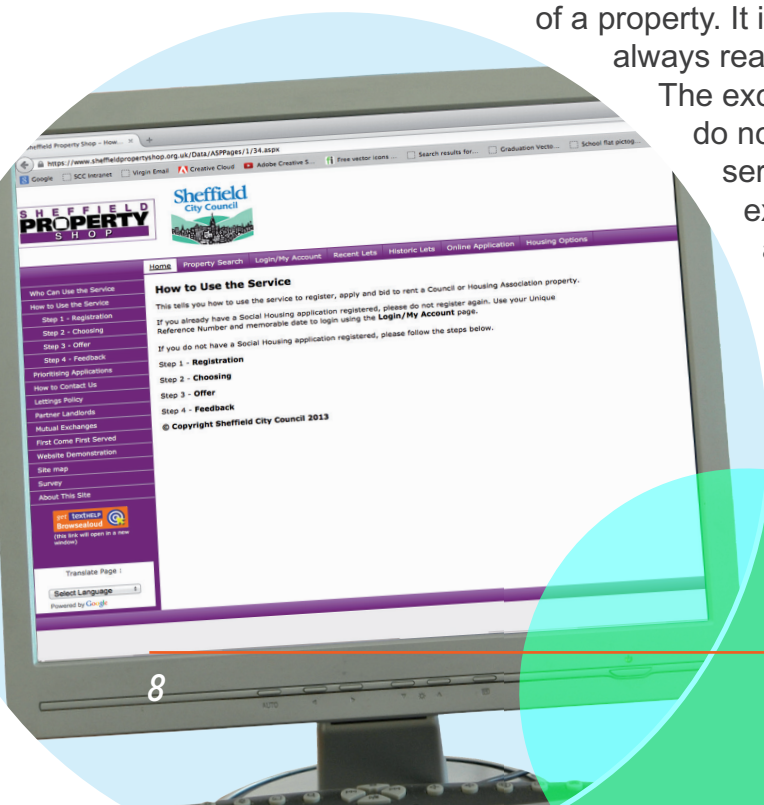 of a property. It i
always rea
The exc
do no
ser
ex
a
Sheffield Property Shop - How...
https://www.sheffieldpropertyshop.org.uk/Data/ASPPages/1/34.aspx
Google SCC Intranet Virgin Email Creative Cloud Adobe Creative S... Free vector icons ... Search results for... Graduation Vecto... School flat pictog...
SHEFFIELD
PROPERTY
SHOP
Sheffield
City Council
Home Property Search Login/My Account Recent Lets Historic Lets Online Application Housing Options
Who Can Use the Service
How to Use the Service
Step 1 - Registration
Step 2 - Choosing
Step 3 - Offer
Step 4 - Feedback
Prioritising Applications
How to Contact Us
Lettings Policy
Partner Landlords
Mutual Exchanges
First Come First Served
Website Demonstration
Site map
Survey
About This Site
get texthelp
Browsealoud
(this link will open in a new
window)
Translate Page :
Select Language
Powered by Google
How to Use the Service
This tells you how to use the service to register, apply and bid to rent a Council or Housing Association property.
If you already have a Social Housing application registered, please do not register again. Use your Unique
Reference Number and memorable date to login using the Login/My Account page.
If you do not have a Social Housing application registered, please follow the steps below.
Step 1 - Registration
Step 2 - Choosing
Step 3 - Offer
Step 4 - Feedback
© Copyright Sheffield City Council 2013
8